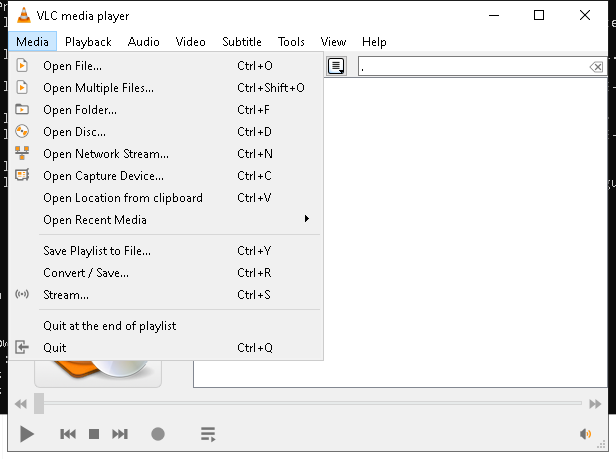 VLC media player
Media Playback Audio Video Subtitle Tools View Help
Open File... Ctrl+O
Open Multiple Files... Ctrl+Shift+O
Open Folder... Ctrl+F
Open Disc... Ctrl+D
Open Network Stream... Ctrl+N
Open Capture Device... Ctrl+C
Open Location from clipboard Ctrl+V
Open Recent Media
Save Playlist to File... Ctrl+Y
Convert / Save... Ctrl+R
Stream... Ctrl+S
Quit at the end of playlist
Quit Ctrl+Q